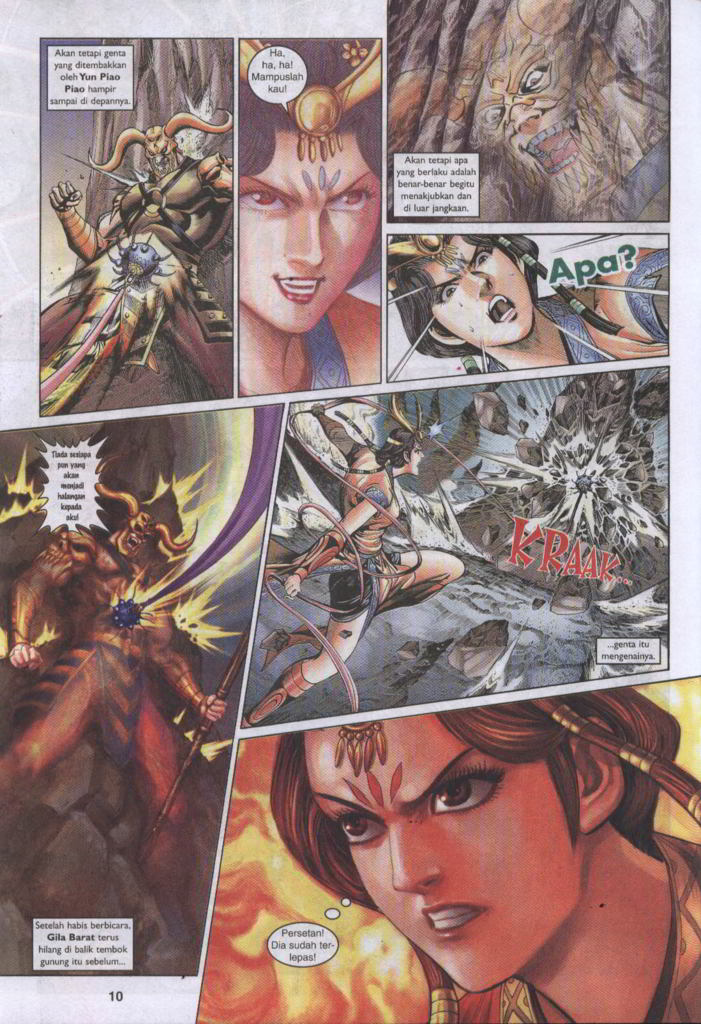 Akan tetapi genta
yang ditembakkan
oleh Yun Piao
Piao hampir
sampai di depannya.
Ha,
ha, ha!
Mampuslah
kau!
Akan tetapi apa
yang berlaku adalah
benar-benar begitu
menakjubkan dan
di luar jangkaan.
Apa?
Tiada sesiapa
pun yang
akan
menjadi
halangan
kepada
aku!
KRAAK...
...genta itu
mengenainya.
Setelah habis berbicara,
Gila Barat terus
hilang di balik tembok
gunung itu sebelum...
Persetan!
Dia sudah ter-
lepas!
10